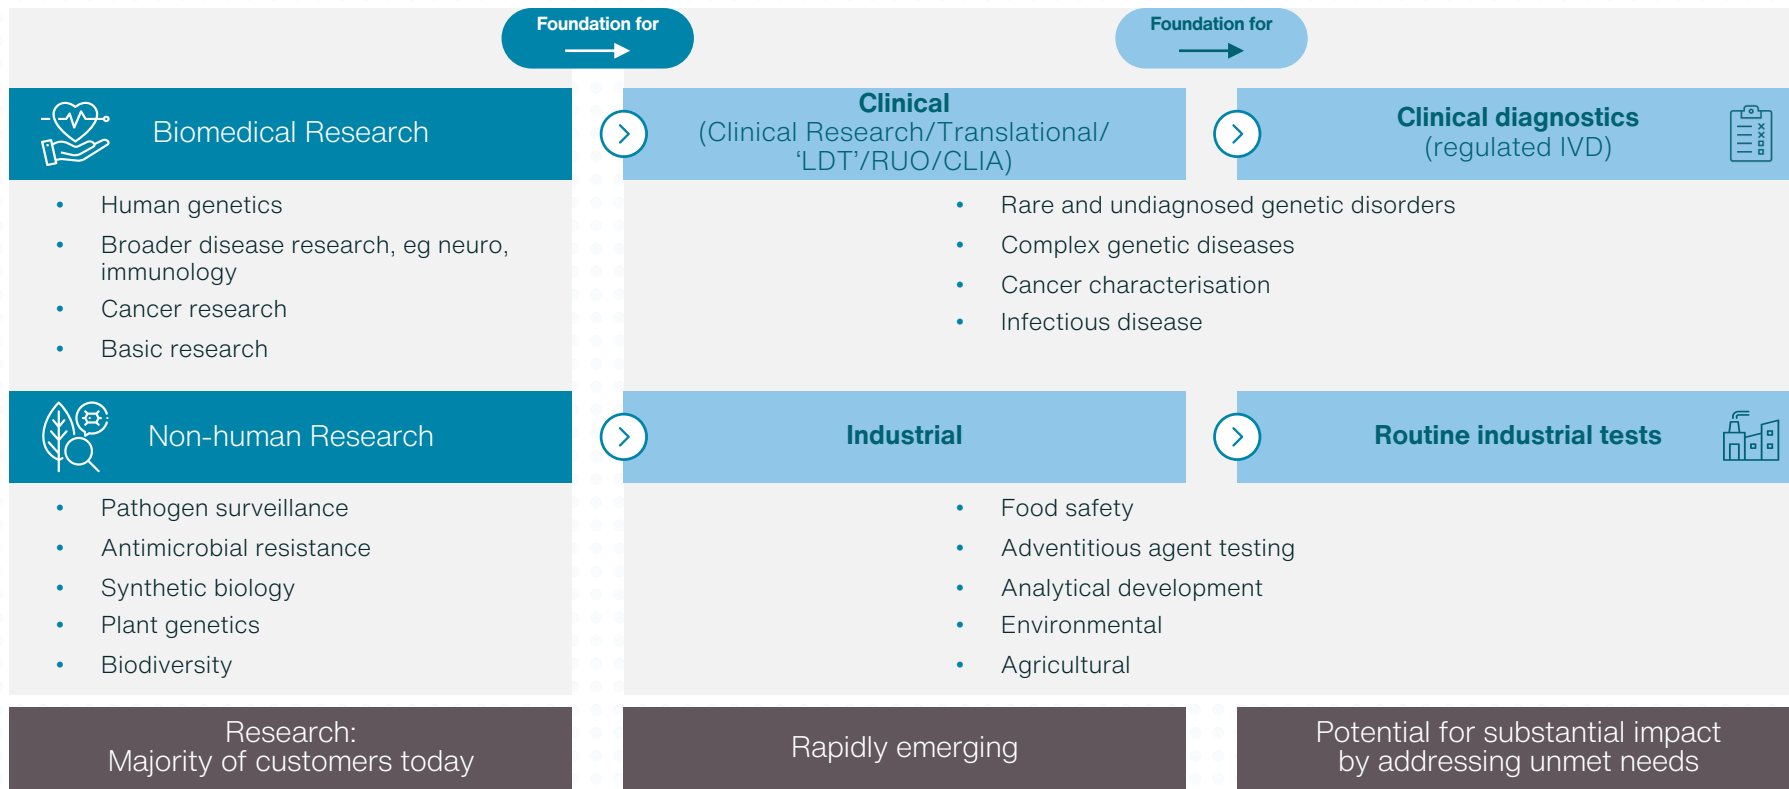 Foundation for
Foundation for
Biomedical Research
Clinical
(Clinical Research/Translational/
‘LDT’/RUO/CLIA)
Clinical diagnostics
(regulated IVD)
• Human genetics
• Broader disease research, eg neuro,
immunology
• Cancer research
• Basic research
• Rare and undiagnosed genetic disorders
• Complex genetic diseases
• Cancer characterisation
• Infectious disease
Non-human Research
Industrial
Routine industrial tests
• Pathogen surveillance
• Antimicrobial resistance
• Synthetic biology
• Plant genetics
• Biodiversity
• Food safety
• Adventitious agent testing
• Analytical development
• Environmental
• Agricultural
Research:
Majority of customers today
Rapidly emerging
Potential for substantial impact
by addressing unmet needs